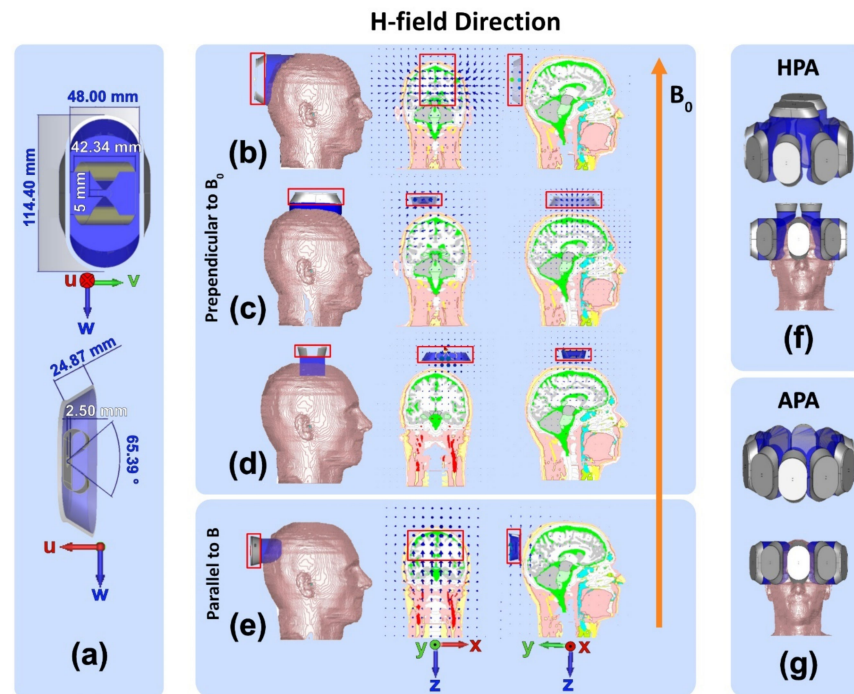 H-field Direction
48.00 mm
42.34 mm
5 mm
114.40 mm
u
v
w
24.87 mm
2.50 mm
65.39 °
u
w
(a)
Prependicular to B0
(b)
(c)
(d)
B0
Parallel to B
(e)
y
x
z
y
x
z
HPA
(f)
APA
(g)